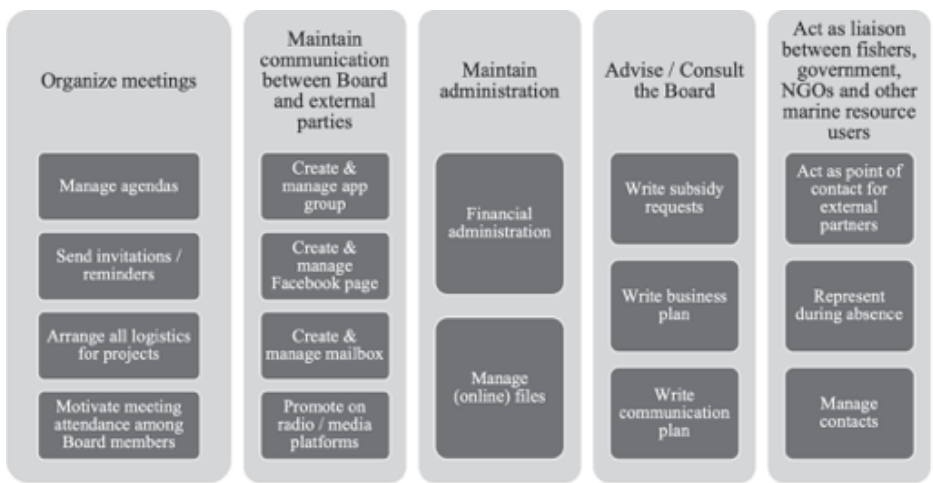 Organize meetings
Manage agendas
Send invitations /
reminders
Arrange all logistics
for projects
Motivate meeting
attendance among
Board members
Maintain
communication
between Board
and external
parties
Create &
manage app
group
Create &
manage
Facebook page
Create &
manage mailbox
Promote on
radio / media
platforms
Maintain
administration
Financial
administration
Manage
(online) files
Advise / Consult
the Board
Write subsidy
requests
Write business
plan
Write
communication
plan
Act as liaison
between fishers,
government,
NGOs and other
marine resource
users
Act as point of
contact for
external
partners
Represent
during absence
Manage
contacts